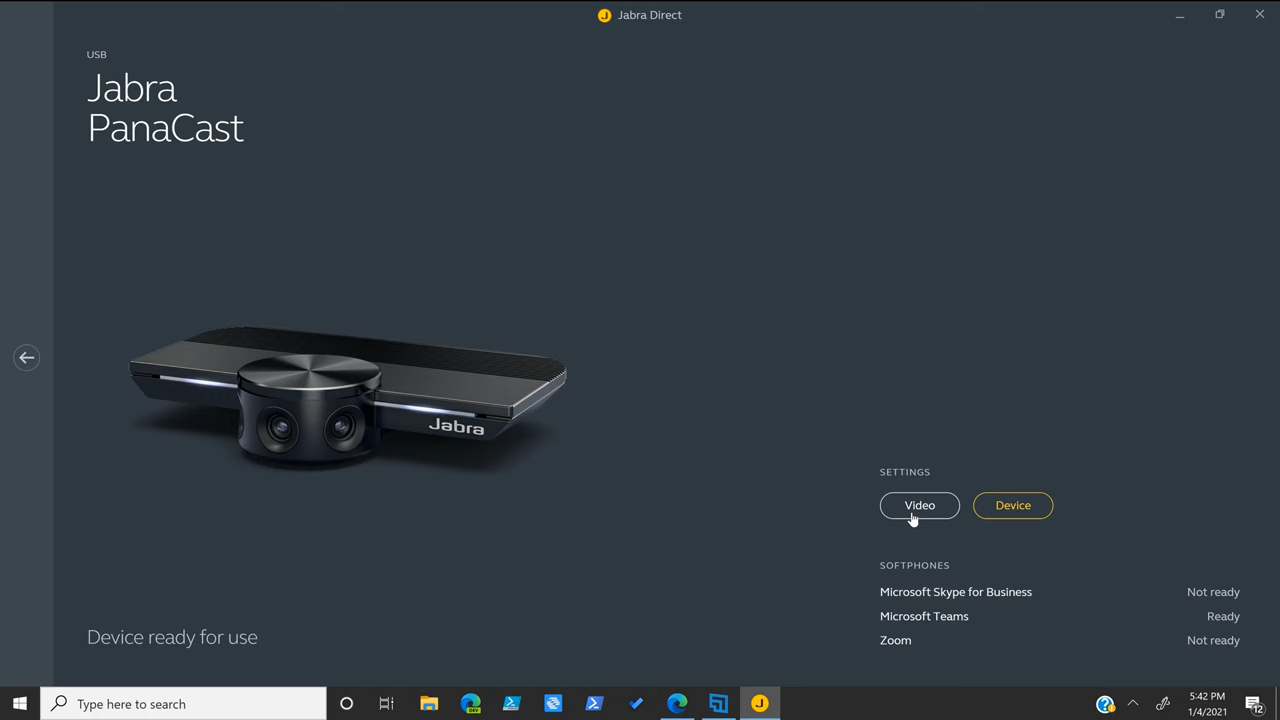 Jabra Direct
USB
Jabra
PanaCast
Jabra
SETTINGS
Video
Device
SOFTPHONES
Microsoft Skype for Business Not ready
Microsoft Teams Ready
Zoom Not ready
Device ready for use
Type here to search
DEV
5:42 PM
1/4/2021
12